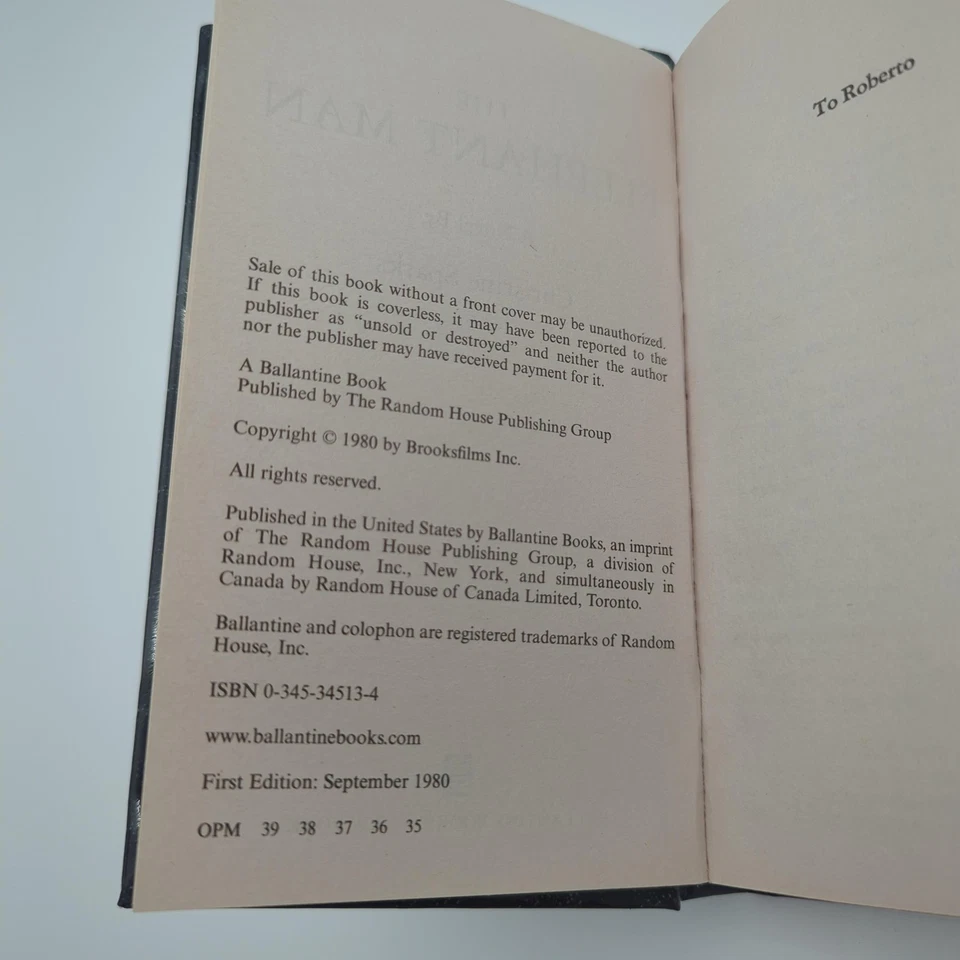 Sale of this book without a front cover may be unauthorized.
If this book is coverless, it may have been reported to the
publisher as “unsold or destroyed” and neither the author
nor the publisher may have received payment for it.
A Ballantine Book
Published by The Random House Publishing Group
Copyright © 1980 by Brooksfilms Inc.
All rights reserved.
Published in the United States by Ballantine Books, an imprint
of The Random House Publishing Group, a division of
Random House, Inc., New York, and simultaneously in
Canada by Random House of Canada Limited, Toronto.
Ballantine and colophon are registered trademarks of Random
House, Inc.
ISBN 0-345-34513-4
www.ballantinebooks.com
First Edition: September 1980
OPM 39 38 37 36 35
To Roberto